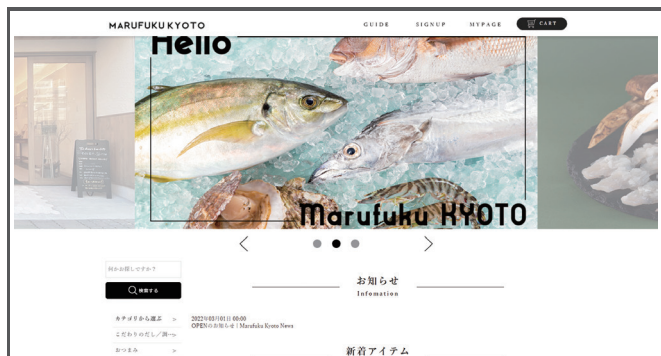 MARUFUKU KYOTO
GUIDE
SIGNUP
MYPAGE
CART
Hello
Marufuku KYOTO
何かお探しですか？
検索する
お知らせ
Infomation
カテゴリから選ぶ >
2022年03月01日 00:00
OPENのお知らせ | Marufuku Kyoto News
こだわりのだし／調… >
おつまみ >
新着アイテム